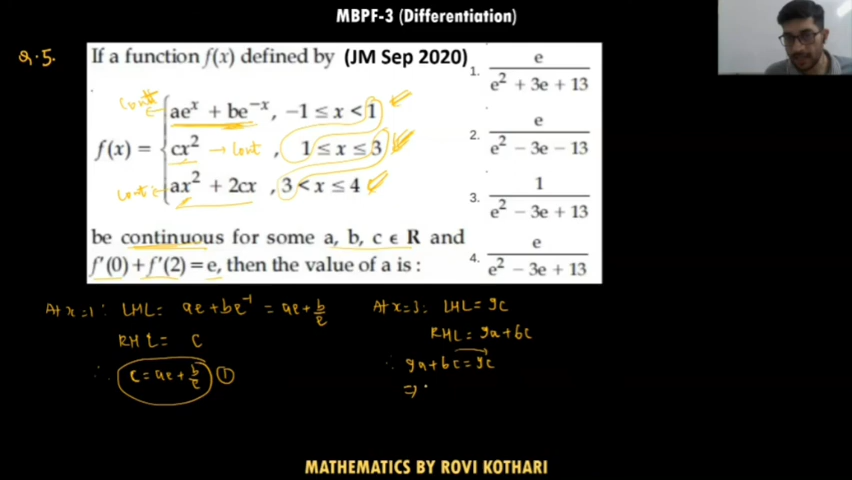 MBPF-3 (Differentiation)
Q.5.
If a function f(x) defined by (JM Sep 2020)
cont
f(x) = { ae^x + be^−x, −1 ≤ x < 1
cx² → cont , 1 ≤ x ≤ 3
cont ax² + 2cx , 3 < x ≤ 4
be continuous for some a, b, c ϵ R and
f'(0) + f'(2) = e, then the value of a is :
1. e / (e² + 3e + 13)
2. e / (e² − 3e − 13)
3. 1 / (e² − 3e + 13)
4. e / (e² − 3e + 13)
At x=1: LHL = ae+be⁻¹ = ae+b/e
RHL = c
∴ c = ae+b/e ①
At x=3: LHL = 9c
RHL = 9a+6c
∴ 9a+6c=9c
⇒
MATHEMATICS BY ROVI KOTHARI